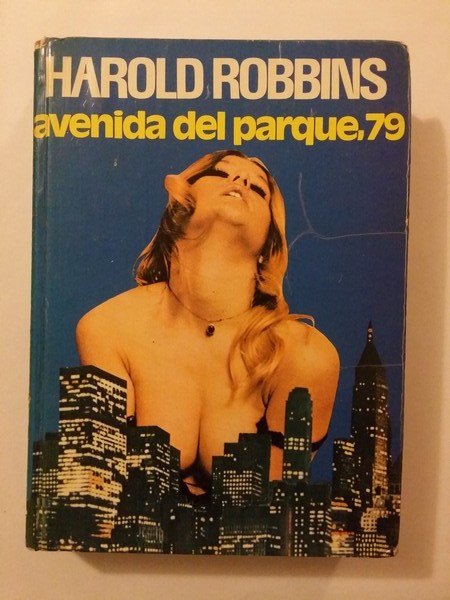 HAROLD ROBBINS
avenida del parque,79